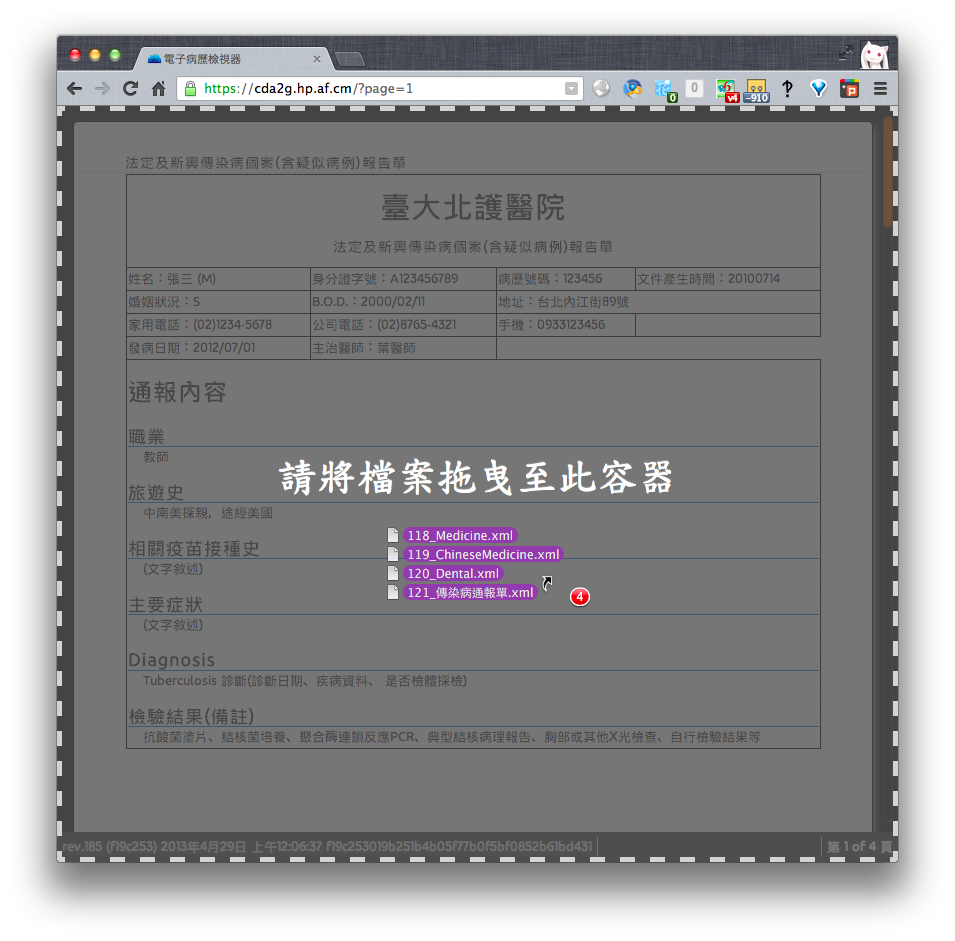 電子病歷檢視器
https://cda2g.hp.af.cm/?page=1
0
0
v4
-910
法定及新興傳染病個案(含疑似病例)報告單
臺大北護醫院
法定及新興傳染病個案(含疑似病例)報告單
姓名：張三 (M) 身分證字號：A123456789 病歷號碼：123456 文件產生時間：20100714
婚姻狀況：S B.O.D.：2000/02/11 地址：台北內江街89號
家用電話：(02)1234-5678 公司電話：(02)8765-4321 手機：0933123456
發病日期：2012/07/01 主治醫師：葉醫師
通報內容
職業
教師
請將檔案拖曳至此容器
旅遊史
中南美探親, 途經美國
118_Medicine.xml
相關疫苗接種史
119_ChineseMedicine.xml
(文字敘述)
120_Dental.xml
121_傳染病通報單.xml
4
主要症狀
(文字敘述)
Diagnosis
Tuberculosis 診斷(診斷日期、疾病資料、 是否檢體採檢)
檢驗結果(備註)
抗酸菌塗片、結核菌培養、聚合酶連鎖反應PCR、典型結核病理報告、胸部或其他X光檢查、自行檢驗結果等
rev.185 (f19c253) 2013年4月29日 上午12:06:37 f19c253019b251b4b05f77b0f5bf0852b61bd431 第 1 of 4 頁